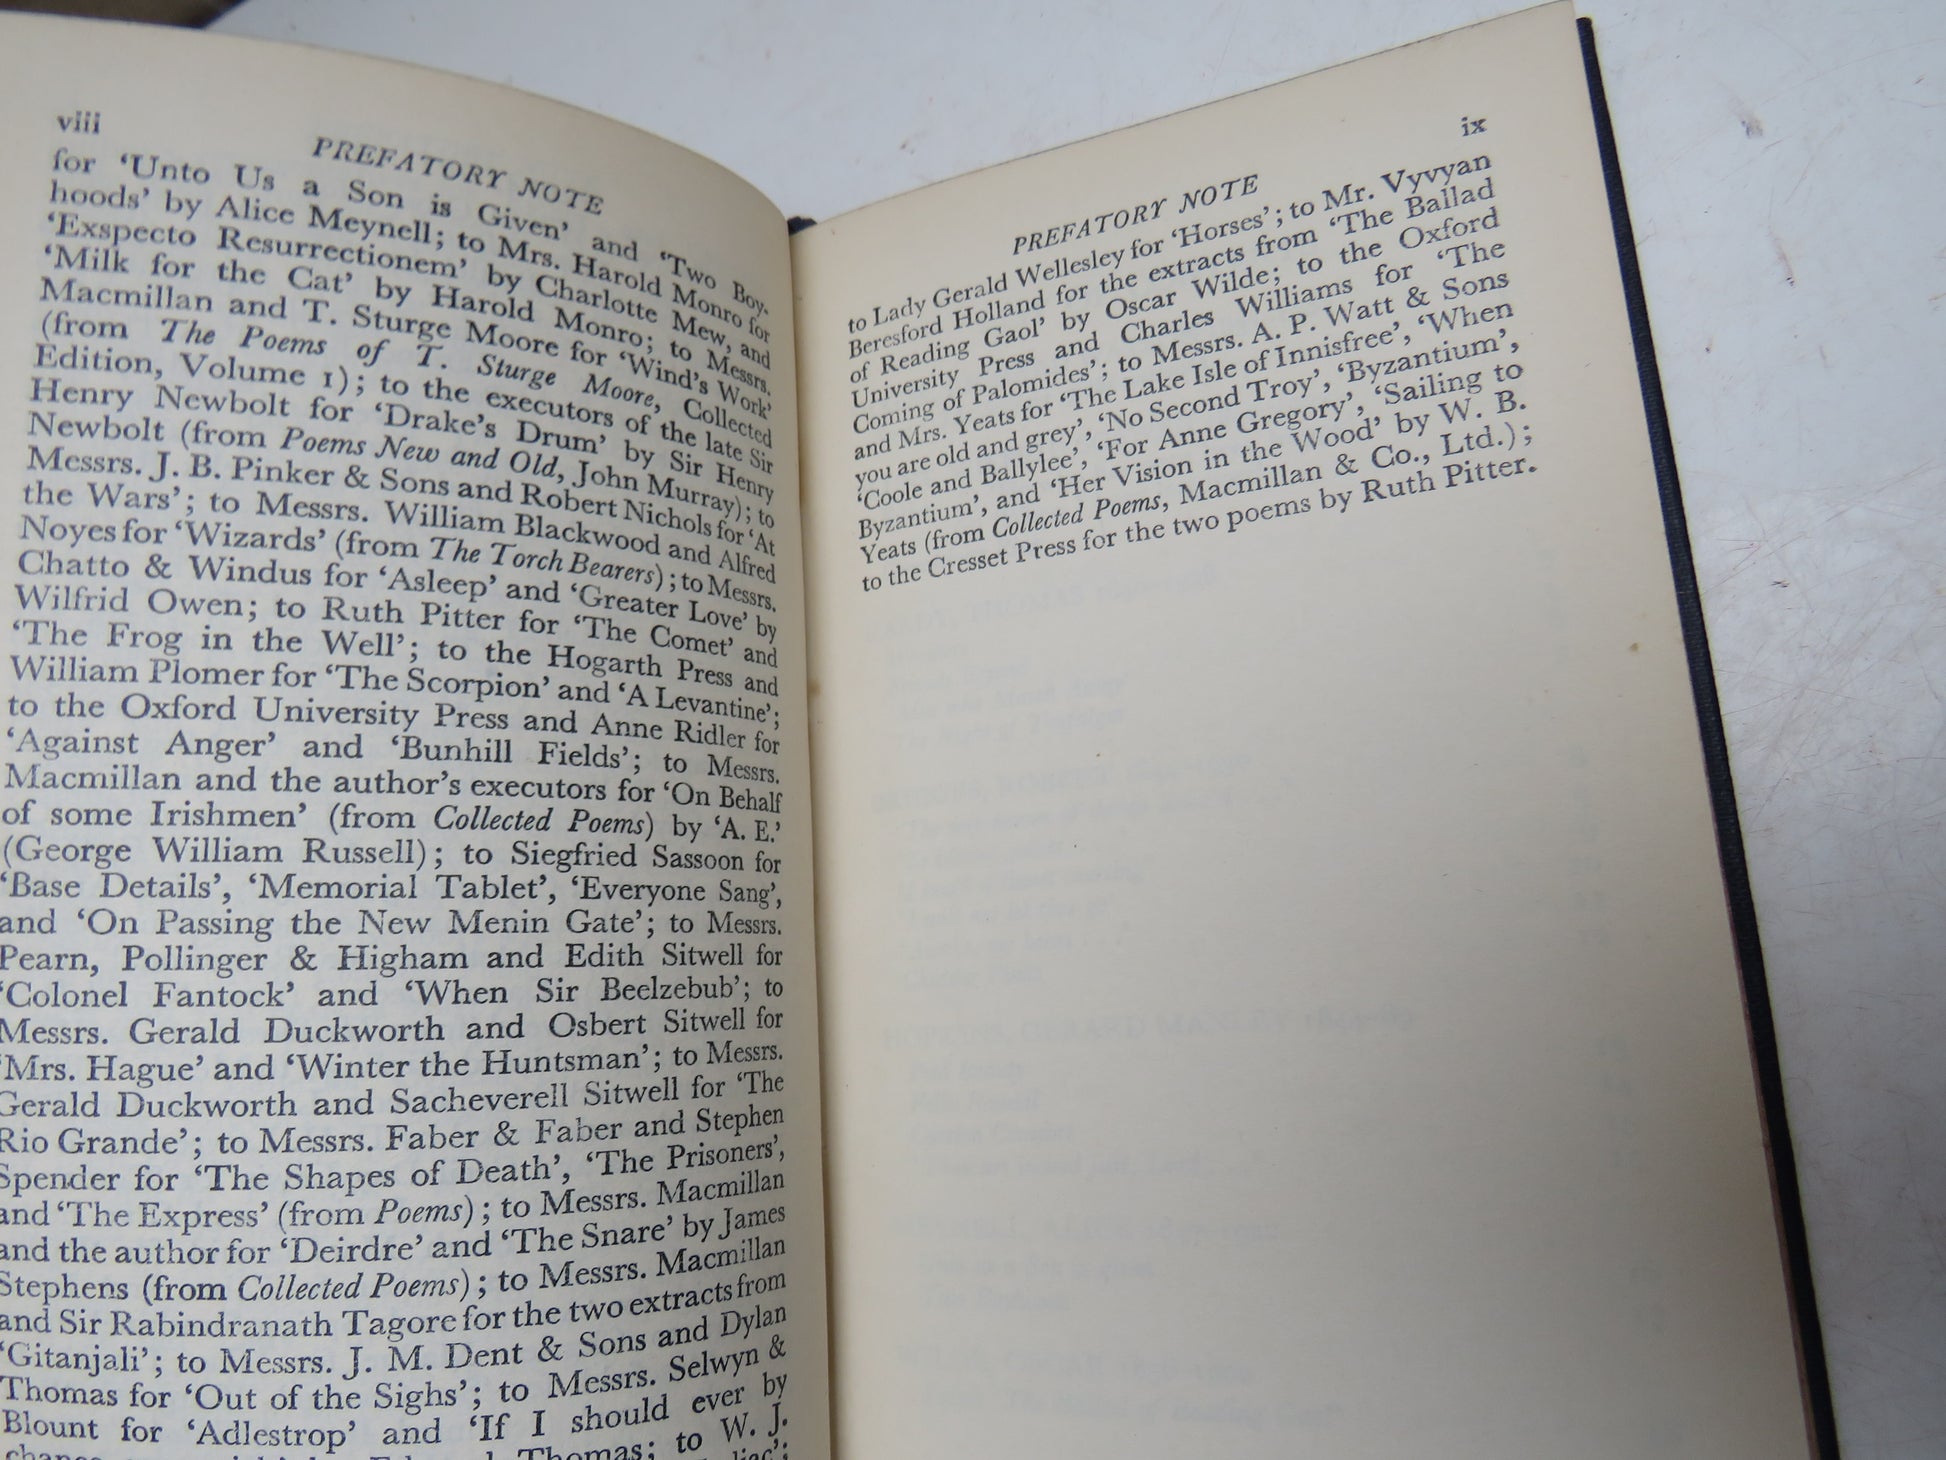 viii
PREFATORY NOTE
for ‘Unto Us a Son is Given’ and ‘Two Boy-
hoods’ by Alice Meynell; to Mrs. Harold Monro for
‘Exspecto Resurrectionem’ by Charlotte Mew, and
‘Milk for the Cat’ by Harold Monro; to Messrs.
Macmillan and T. Sturge Moore for ‘Wind’s Work’
(from The Poems of T. Sturge Moore, Collected
Edition, Volume 1); to the executors of the late Sir
Henry Newbolt for ‘Drake’s Drum’ by Sir Henry
Newbolt (from Poems New and Old, John Murray); to
Messrs. J. B. Pinker & Sons and Robert Nichols for ‘At
the Wars’; to Messrs. William Blackwood and Alfred
Noyes for ‘Wizards’ (from The Torch Bearers); to Messrs.
Chatto & Windus for ‘Asleep’ and ‘Greater Love’ by
Wilfrid Owen; to Ruth Pitter for ‘The Comet’ and
‘The Frog in the Well’; to the Hogarth Press and
William Plomer for ‘The Scorpion’ and ‘A Levantine’;
to the Oxford University Press and Anne Ridler for
‘Against Anger’ and ‘Bunhill Fields’; to Messrs.
Macmillan and the author’s executors for ‘On Behalf
of some Irishmen’ (from Collected Poems) by ‘A. E.’
(George William Russell); to Siegfried Sassoon for
‘Base Details’, ‘Memorial Tablet’, ‘Everyone Sang’,
and ‘On Passing the New Menin Gate’; to Messrs.
Pearn, Pollinger & Higham and Edith Sitwell for
‘Colonel Fantock’ and ‘When Sir Beelzebub’; to
Messrs. Gerald Duckworth and Osbert Sitwell for
‘Mrs. Hague’ and ‘Winter the Huntsman’; to Messrs.
Gerald Duckworth and Sacheverell Sitwell for ‘The
Rio Grande’; to Messrs. Faber & Faber and Stephen
Spender for ‘The Shapes of Death’, ‘The Prisoners’,
and ‘The Express’ (from Poems); to Messrs. Macmillan
and the author for ‘Deirdre’ and ‘The Snare’ by James
Stephens (from Collected Poems); to Messrs. Macmillan
and Sir Rabindranath Tagore for the two extracts from
‘Gitanjali’; to Messrs. J. M. Dent & Sons and Dylan
Thomas for ‘Out of the Sighs’; to Messrs. Selwyn &
Blount for ‘Adlestrop’ and ‘If I should ever by
Thomas; to W. J.
ix
PREFATORY NOTE
to Lady Gerald Wellesley for ‘Horses’; to Mr. Vyvyan
Beresford Holland for the extracts from ‘The Ballad
of Reading Gaol’ by Oscar Wilde; to the Oxford
University Press and Charles Williams for ‘The
Coming of Palomides’; to Messrs. A. P. Watt & Sons
and Mrs. Yeats for ‘The Lake Isle of Innisfree’, ‘When
you are old and grey’, ‘No Second Troy’, ‘Byzantium’,
‘Coole and Ballylee’, ‘For Anne Gregory’, ‘Sailing to
Byzantium’, and ‘Her Vision in the Wood’ by W. B.
Yeats (from Collected Poems, Macmillan & Co., Ltd.);
to the Cresset Press for the two poems by Ruth Pitter.